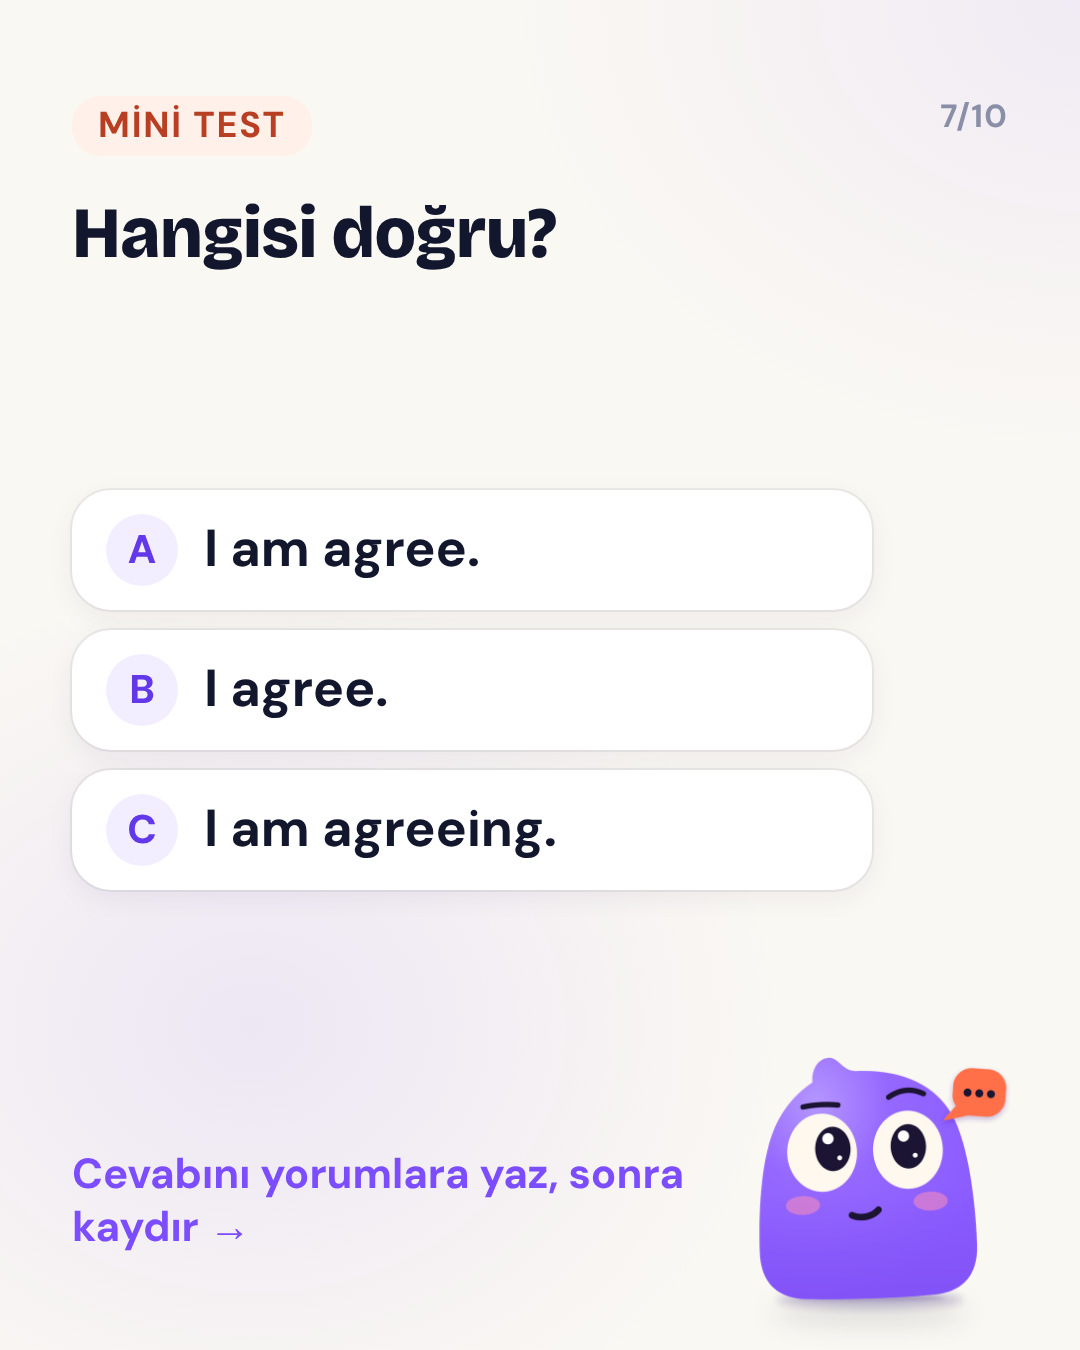 MİNİ TEST
7/10
Hangisi doğru?
A I am agree.
B I agree.
C I am agreeing.
Cevabını yorumlara yaz, sonra
kaydır →